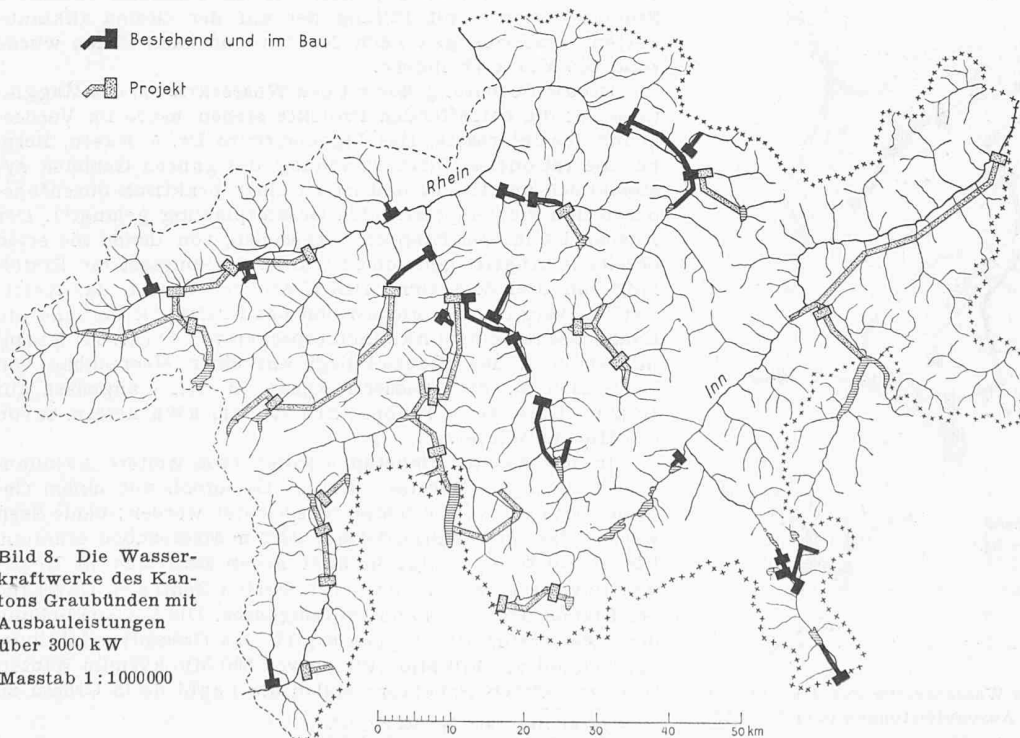 Bestehend und im Bau
Projekt
Rhein
Inn
Bild 8. Die Wasser-
kraftwerke des Kan-
tons Graubünden mit
Ausbauleistungen
über 3000 kW
Masstab 1:1000000
0 10 20 30 40 50 km